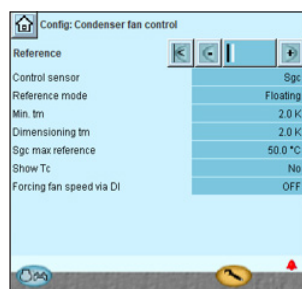 Config: Condenser fan control
Reference
Control sensor Sgc
Reference mode Floating
Min. tm 2.0 K
Dimensioning tm 2.0 K
Sgc max reference 50.0 °C
Show Tc No
Forcing fan speed via DI OFF